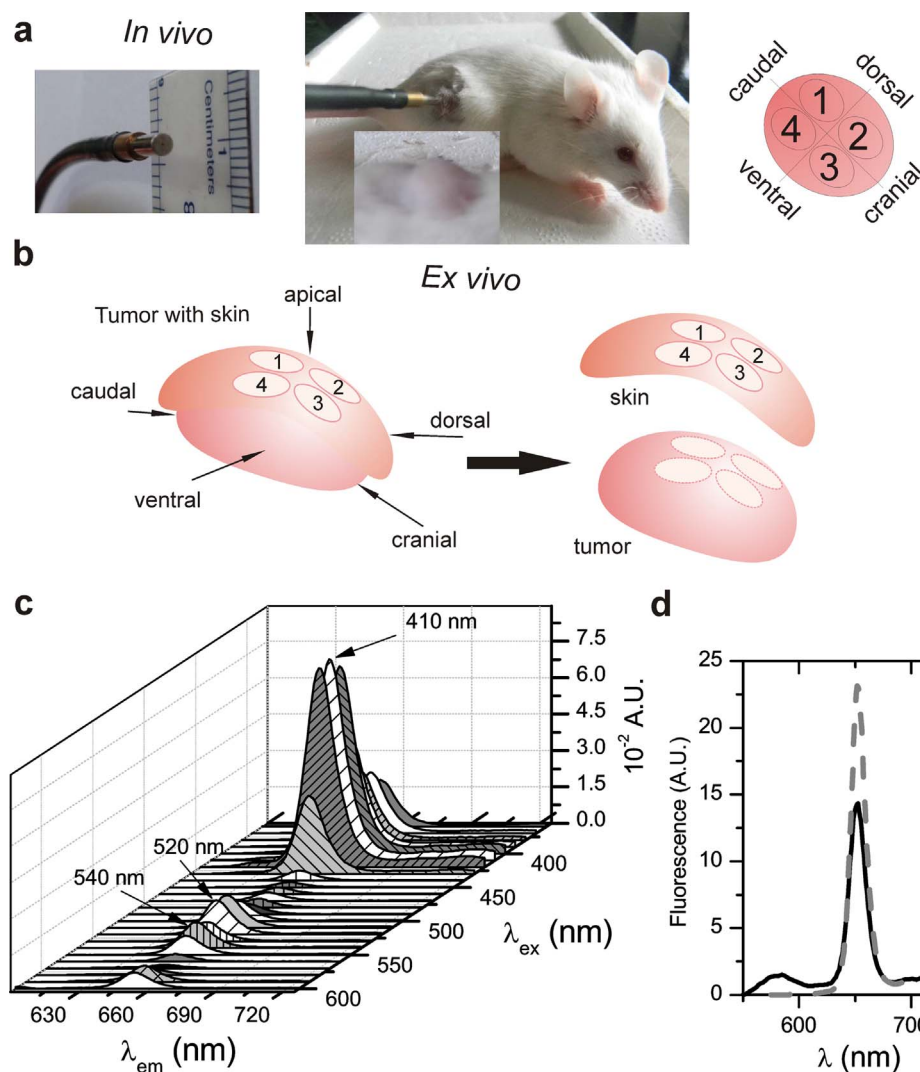 a
In vivo
Centimeters
1
8
caudal
dorsal
1
4
2
3
ventral
cranial
b
Ex vivo
Tumor with skin
apical
1
4
2
3
caudal
dorsal
ventral
cranial
1
4
2
3
skin
tumor
c
410 nm
520 nm
540 nm
7.5
6.0
4.5
3.0
1.5
0.0
10⁻² A.U.
400
450
500
550
600
λex (nm)
630 660 690 720
λem (nm)
d
25
20
15
10
5
0
Fluorescence (A.U.)
600 700
λ (nm)